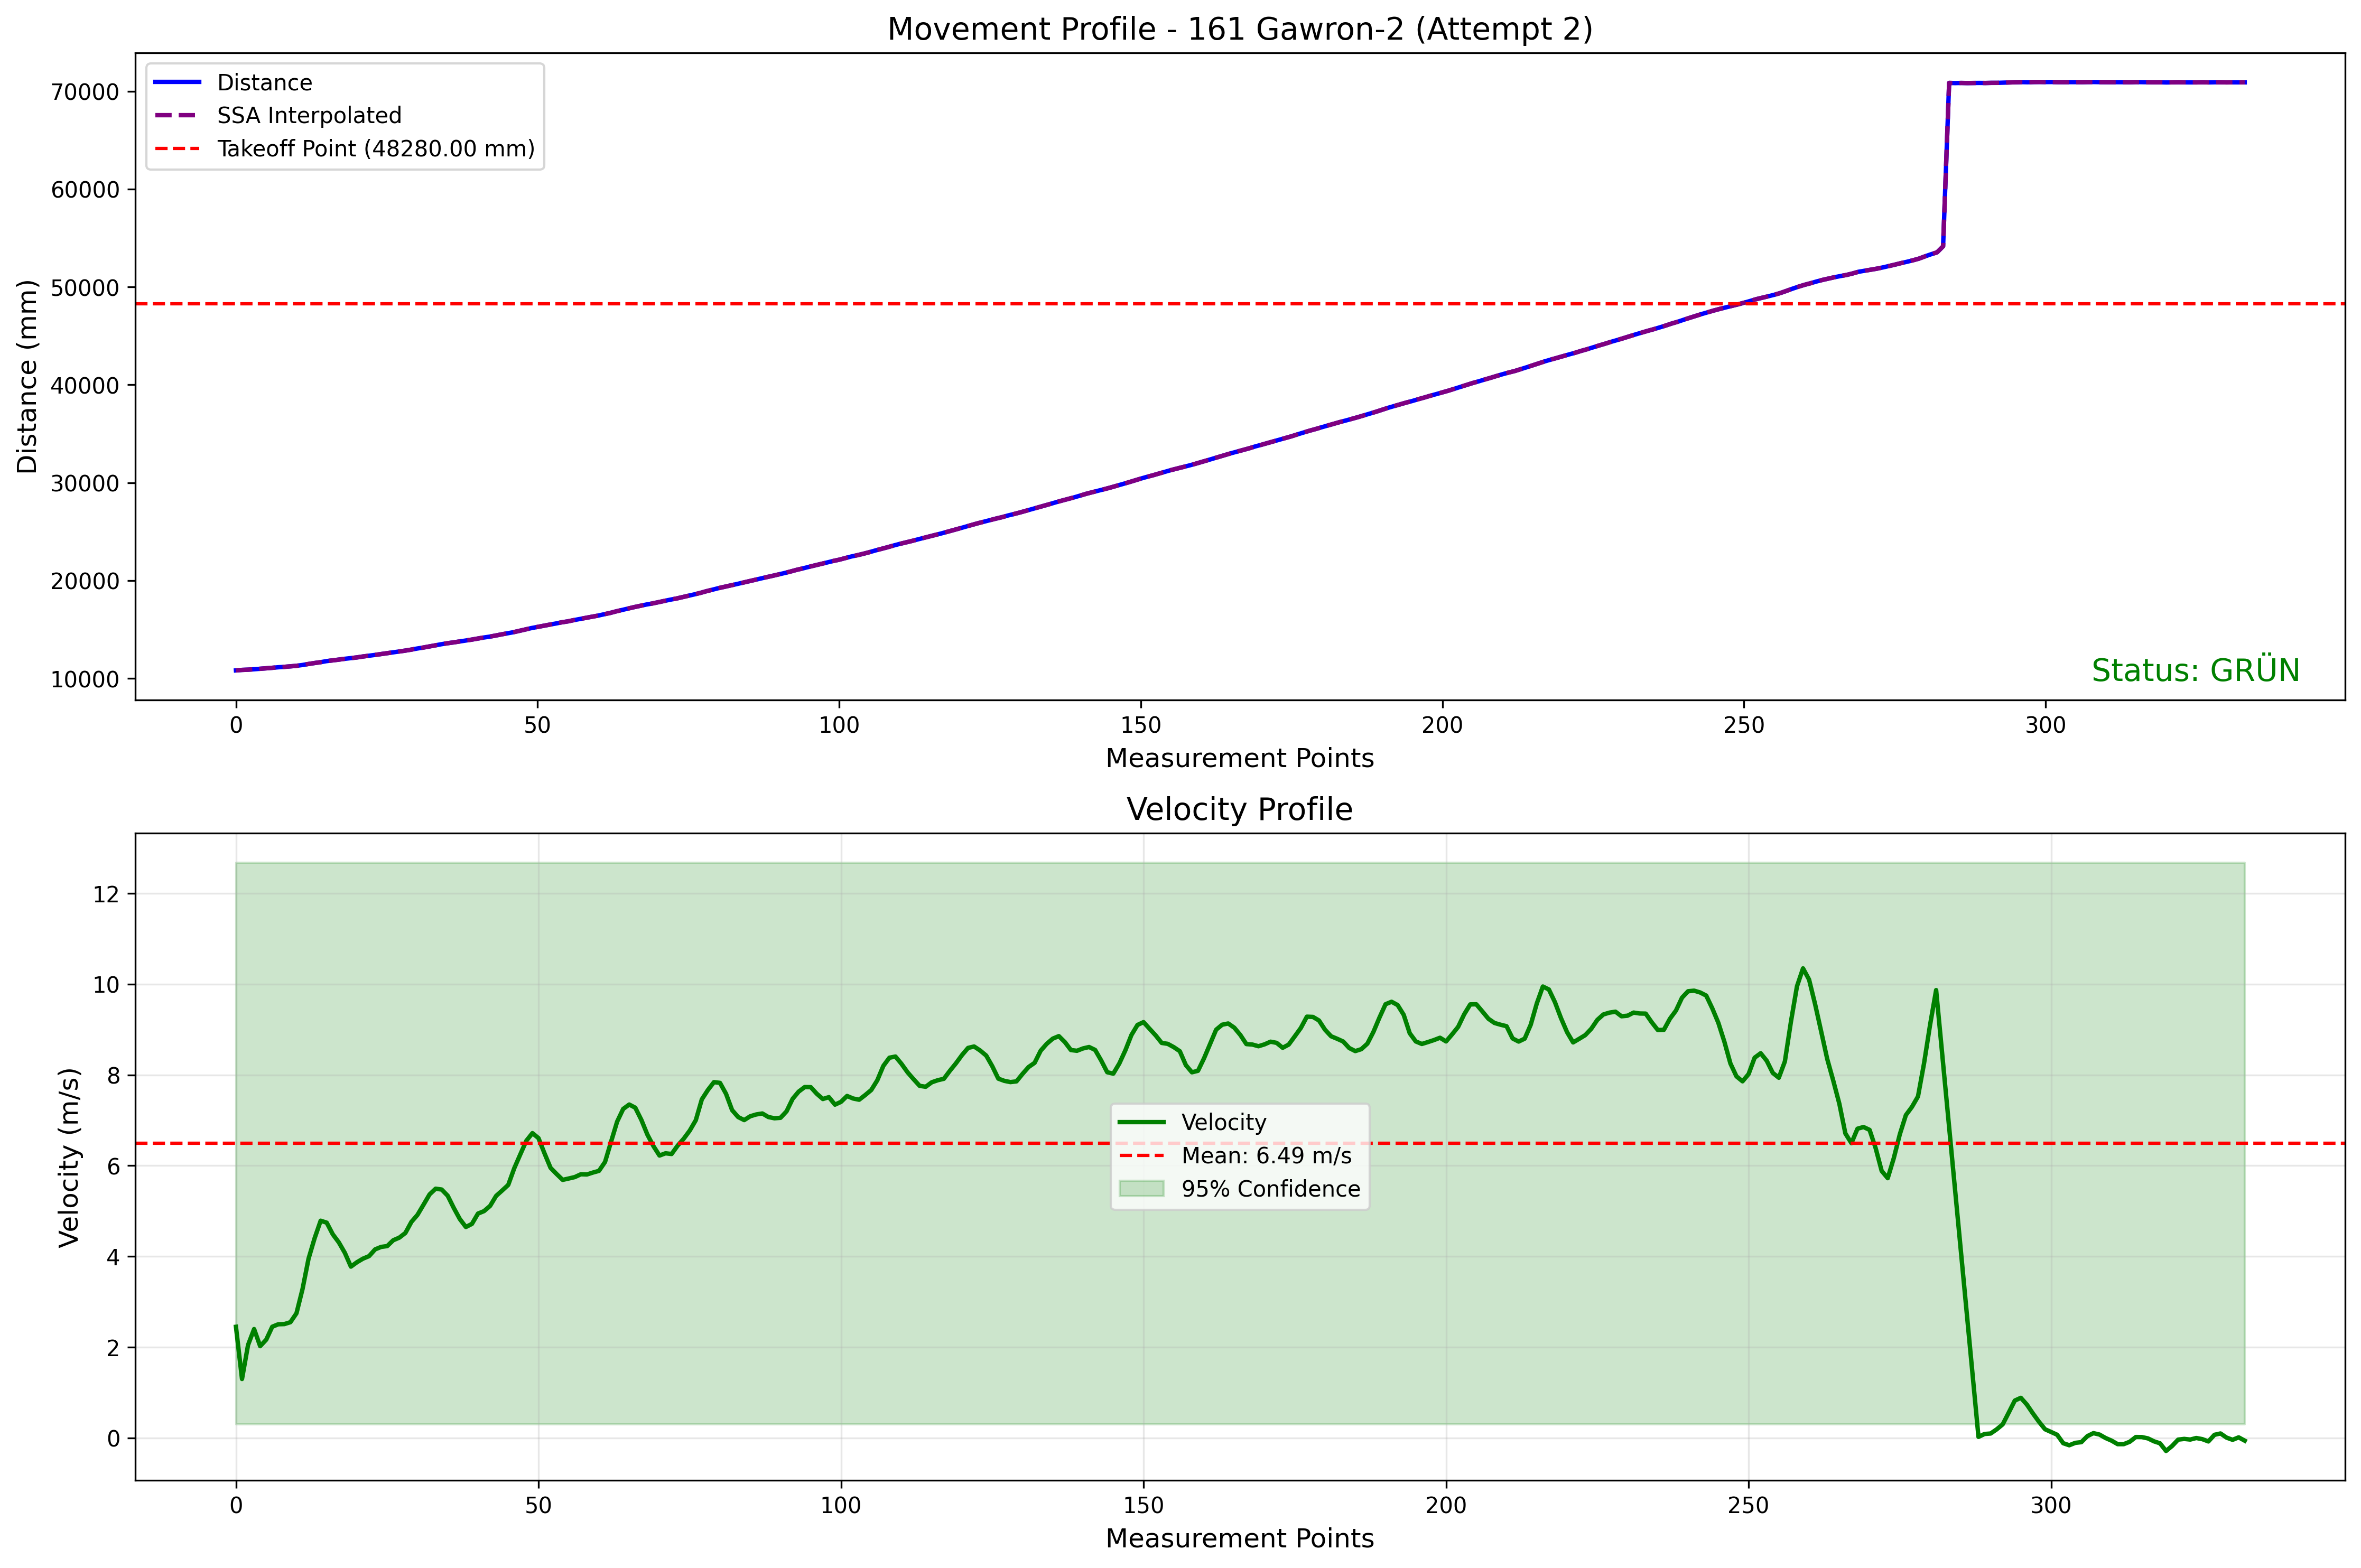 Movement Profile - 161 Gawron-2 (Attempt 2)
Distance
SSA Interpolated
Takeoff Point (48280.00 mm)
Distance (mm)
70000
60000
50000
40000
30000
20000
10000
Status: GRÜN
0 50 100 150 200 250 300
Measurement Points
Velocity Profile
Velocity (m/s)
12
10
8
6
4
2
0
Velocity
Mean: 6.49 m/s
95% Confidence
0 50 100 150 200 250 300
Measurement Points